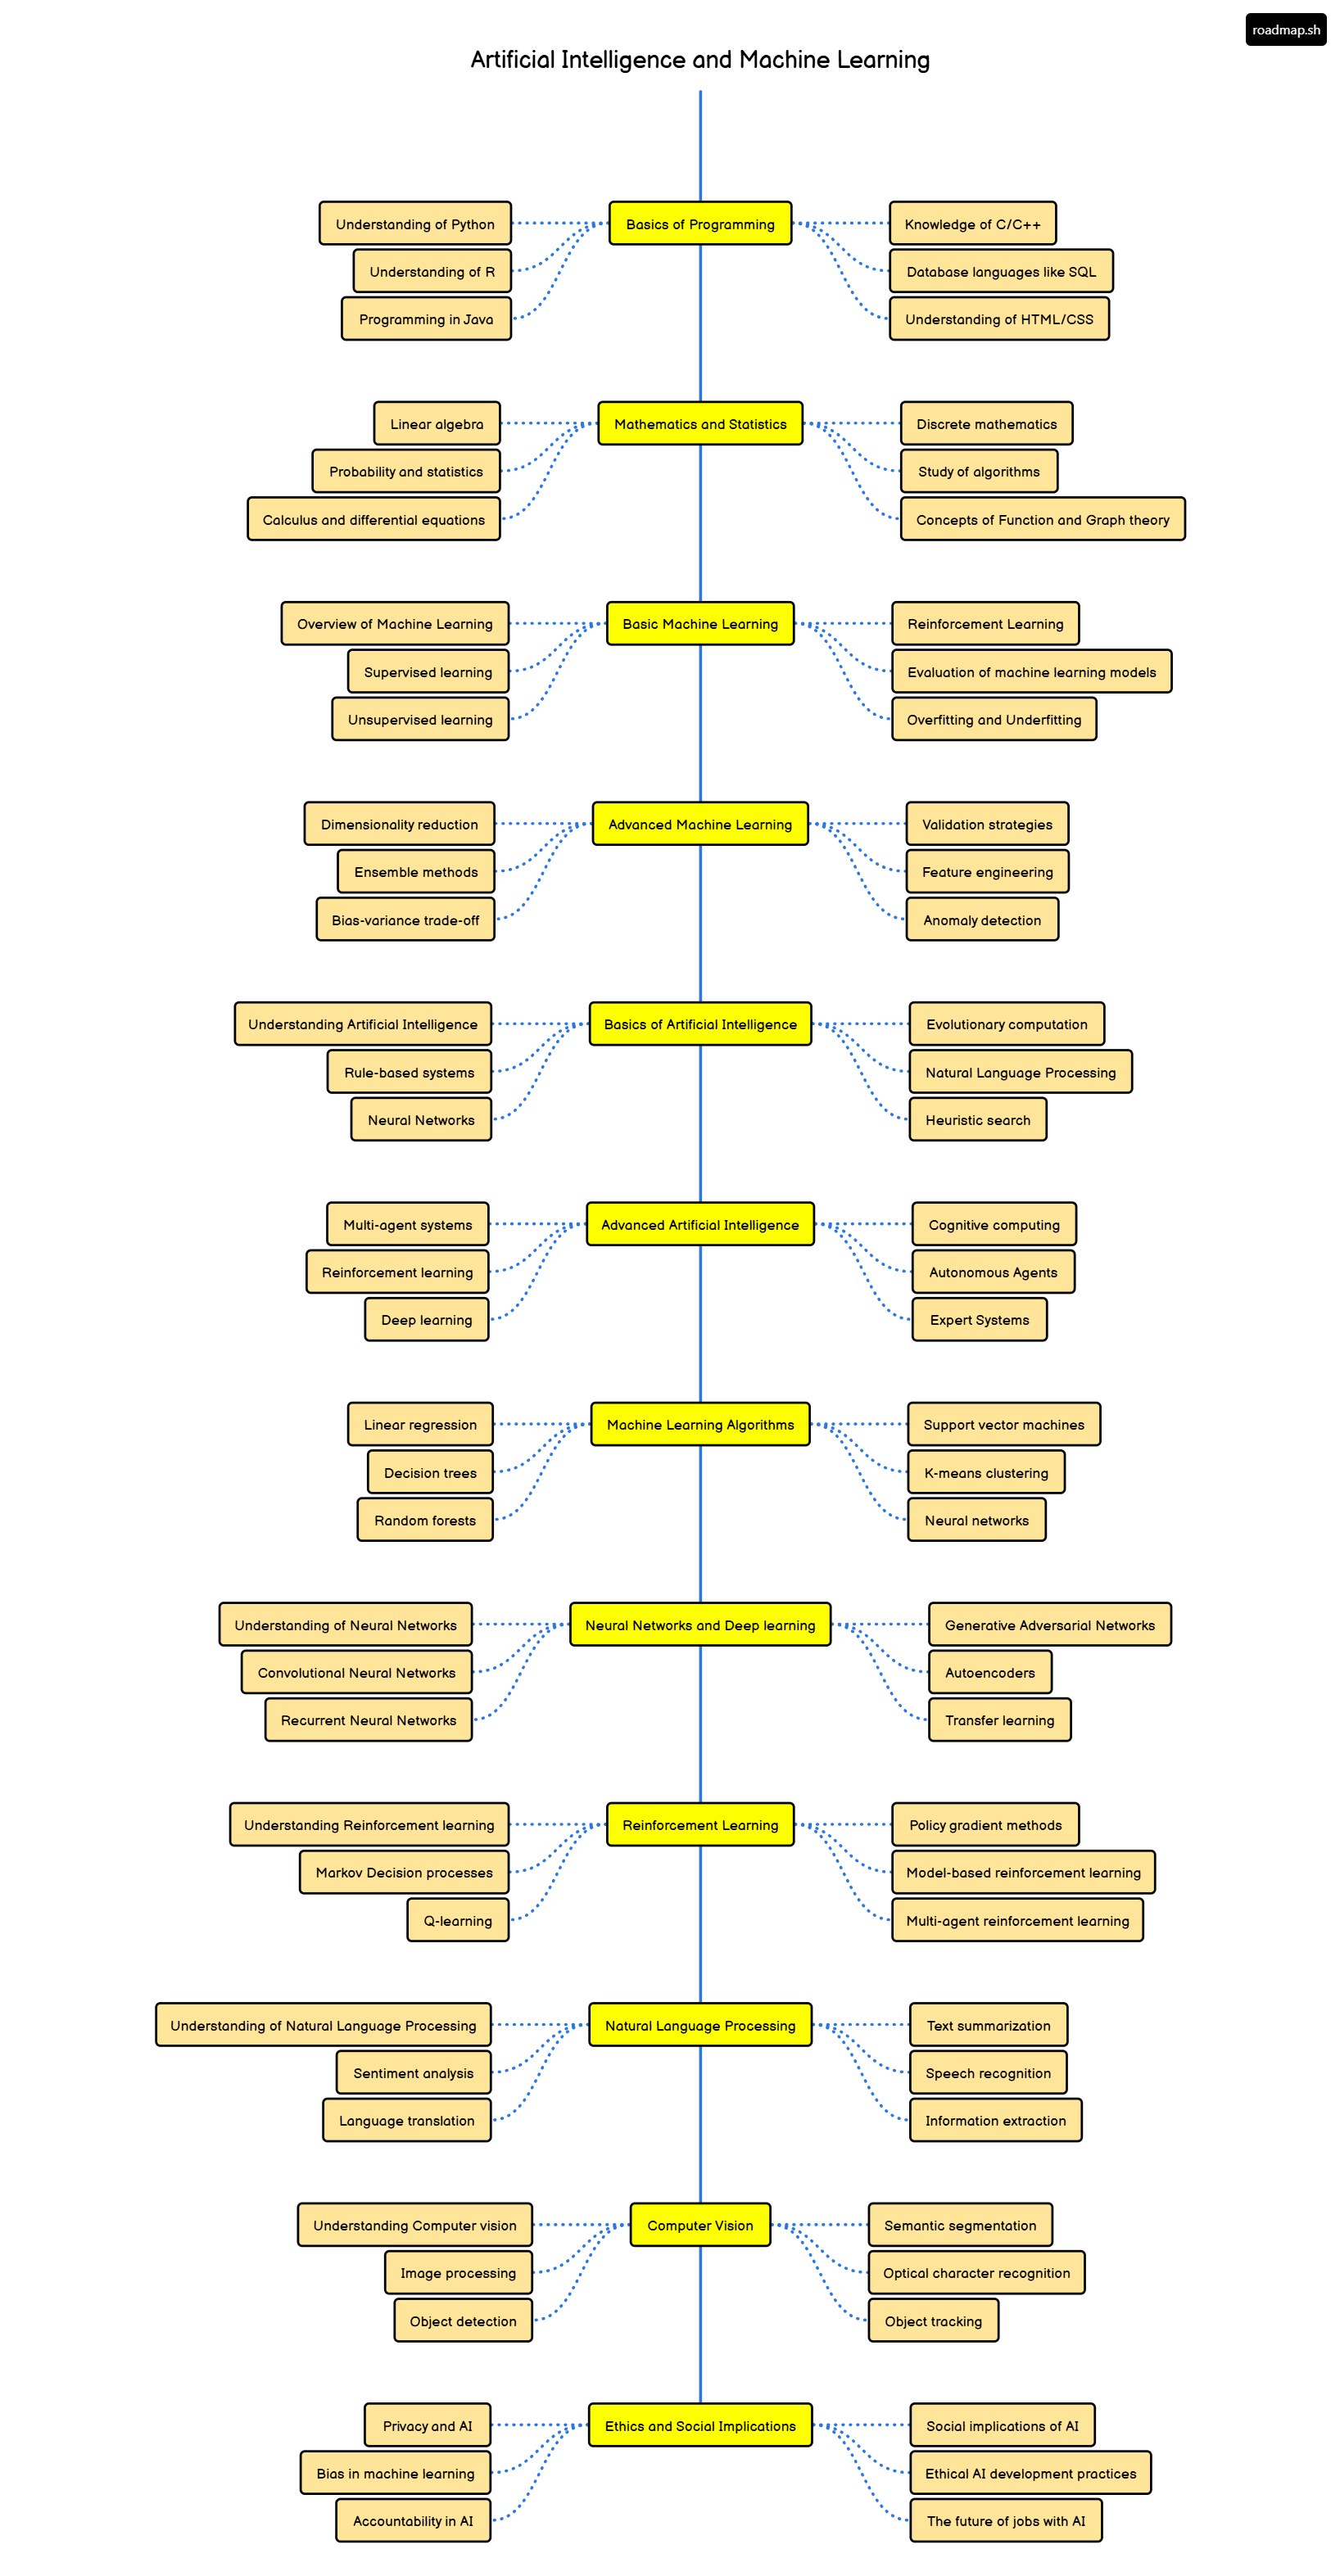 roadmap.sh
Artificial Intelligence and Machine Learning
Basics of Programming
Understanding of Python
Understanding of R
Programming in Java
Knowledge of C/C++
Database languages like SQL
Understanding of HTML/CSS
Mathematics and Statistics
Linear algebra
Probability and statistics
Calculus and differential equations
Discrete mathematics
Study of algorithms
Concepts of Function and Graph theory
Basic Machine Learning
Overview of Machine Learning
Supervised learning
Unsupervised learning
Reinforcement Learning
Evaluation of machine learning models
Overfitting and Underfitting
Advanced Machine Learning
Dimensionality reduction
Ensemble methods
Bias-variance trade-off
Validation strategies
Feature engineering
Anomaly detection
Basics of Artificial Intelligence
Understanding Artificial Intelligence
Rule-based systems
Neural Networks
Evolutionary computation
Natural Language Processing
Heuristic search
Advanced Artificial Intelligence
Multi-agent systems
Reinforcement learning
Deep learning
Cognitive computing
Autonomous Agents
Expert Systems
Machine Learning Algorithms
Linear regression
Decision trees
Random forests
Support vector machines
K-means clustering
Neural networks
Neural Networks and Deep learning
Understanding of Neural Networks
Convolutional Neural Networks
Recurrent Neural Networks
Generative Adversarial Networks
Autoencoders
Transfer learning
Reinforcement Learning
Understanding Reinforcement learning
Markov Decision processes
Q-learning
Policy gradient methods
Model-based reinforcement learning
Multi-agent reinforcement learning
Natural Language Processing
Understanding of Natural Language Processing
Sentiment analysis
Language translation
Text summarization
Speech recognition
Information extraction
Computer Vision
Understanding Computer vision
Image processing
Object detection
Semantic segmentation
Optical character recognition
Object tracking
Ethics and Social Implications
Privacy and AI
Bias in machine learning
Accountability in AI
Social implications of AI
Ethical AI development practices
The future of jobs with AI